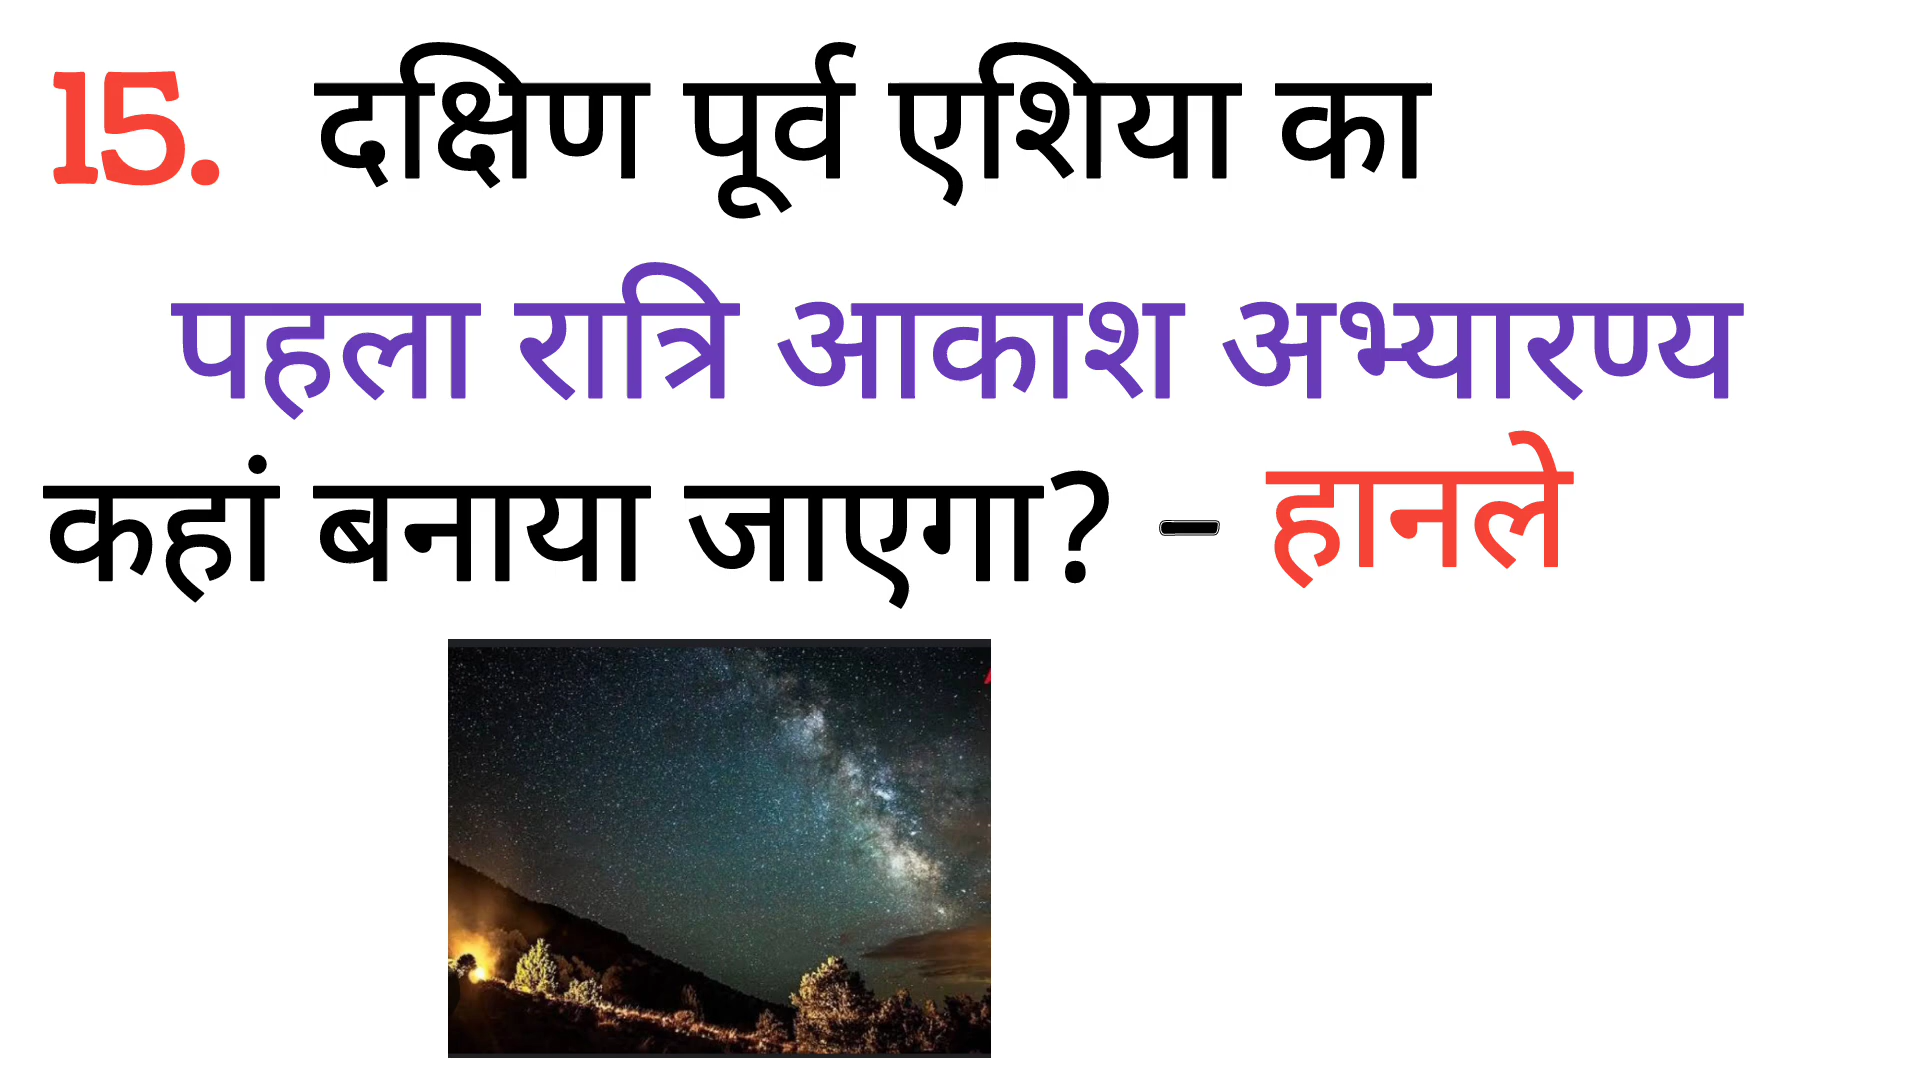 15. दक्षिण पूर्व एशिया का
पहला रात्रि आकाश अभ्यारण्य
कहां बनाया जाएगा? – हानले